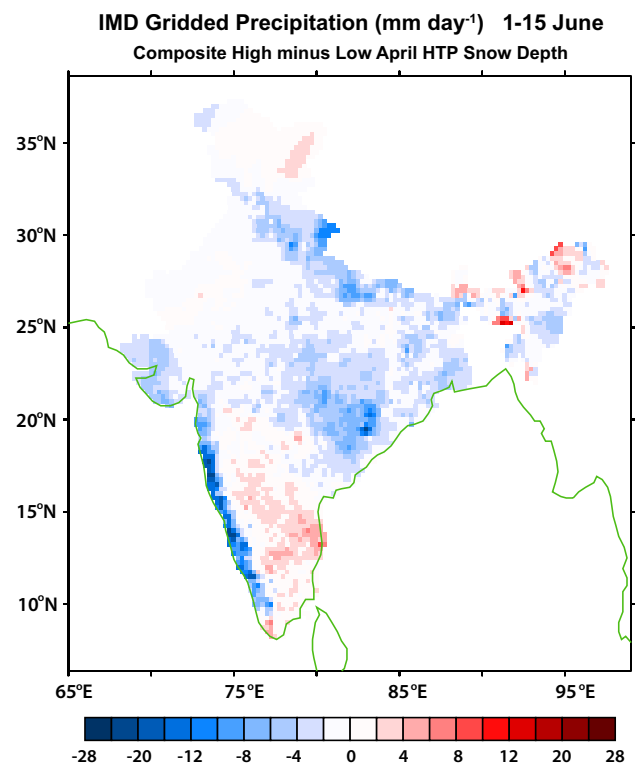 IMD Gridded Precipitation (mm day⁻¹) 1-15 June
Composite High minus Low April HTP Snow Depth
35°N
30°N
25°N
20°N
15°N
10°N
65°E 75°E 85°E 95°E
-28 -20 -12 -8 -4 0 4 8 12 20 28